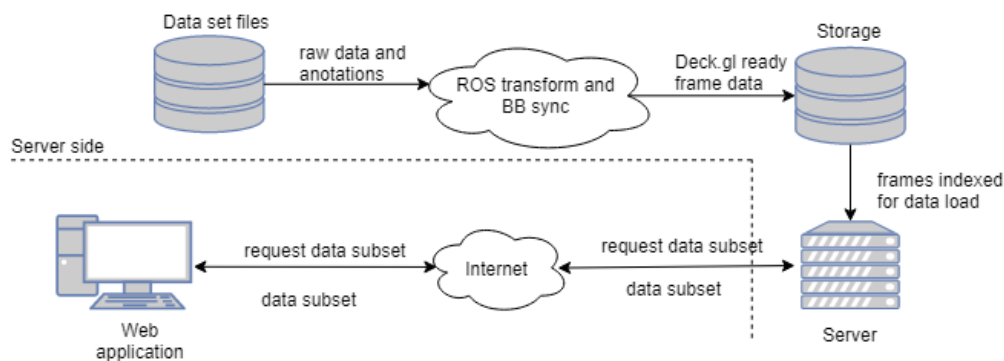 Data set files
raw data and
anotations
ROS transform and
BB sync
Deck.gl ready
frame data
Storage
Server side
frames indexed
for data load
request data subset
data subset
Internet
request data subset
data subset
Web
application
Server